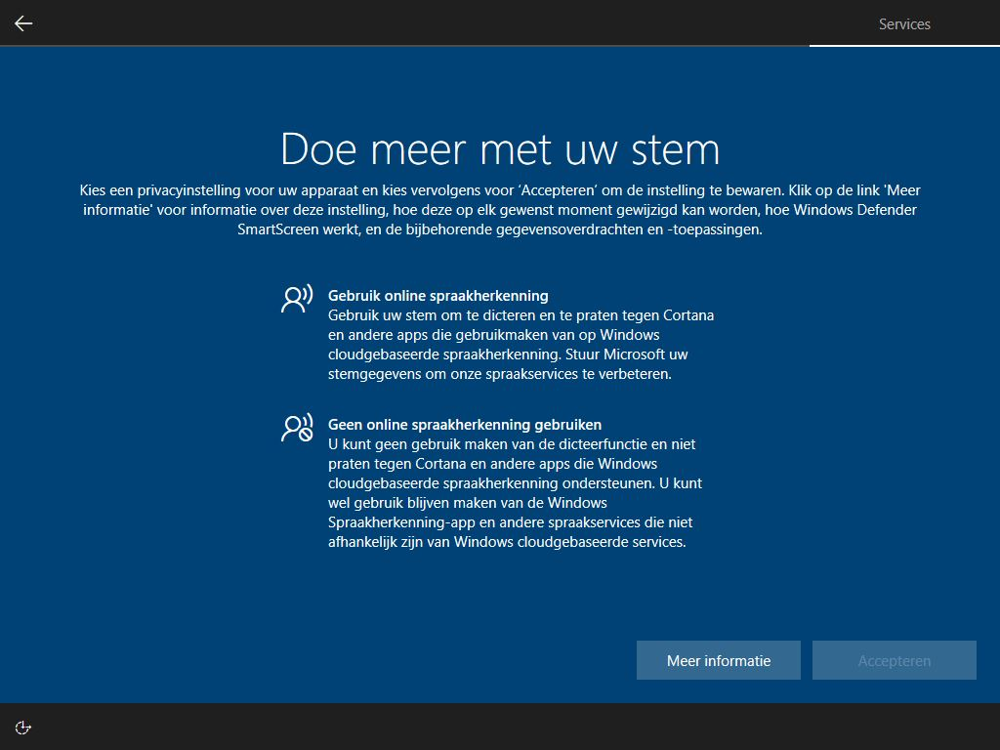 Services
Doe meer met uw stem
Kies een privacyinstelling voor uw apparaat en kies vervolgens voor 'Accepteren' om de instelling te bewaren. Klik op de link 'Meer
informatie' voor informatie over deze instelling, hoe deze op elk gewenst moment gewijzigd kan worden, hoe Windows Defender
SmartScreen werkt, en de bijbehorende gegevensoverdrachten en -toepassingen.
Gebruik online spraakherkenning
Gebruik uw stem om te dicteren en te praten tegen Cortana
en andere apps die gebruikmaken van op Windows
cloudgebaseerde spraakherkenning. Stuur Microsoft uw
stemgegevens om onze spraakservices te verbeteren.
Geen online spraakherkenning gebruiken
U kunt geen gebruik maken van de dicteerfunctie en niet
praten tegen Cortana en andere apps die Windows
cloudgebaseerde spraakherkenning ondersteunen. U kunt
wel gebruik blijven maken van de Windows
Spraakherkenning-app en andere spraakservices die niet
afhankelijk zijn van Windows cloudgebaseerde services.
Meer informatie
Accepteren